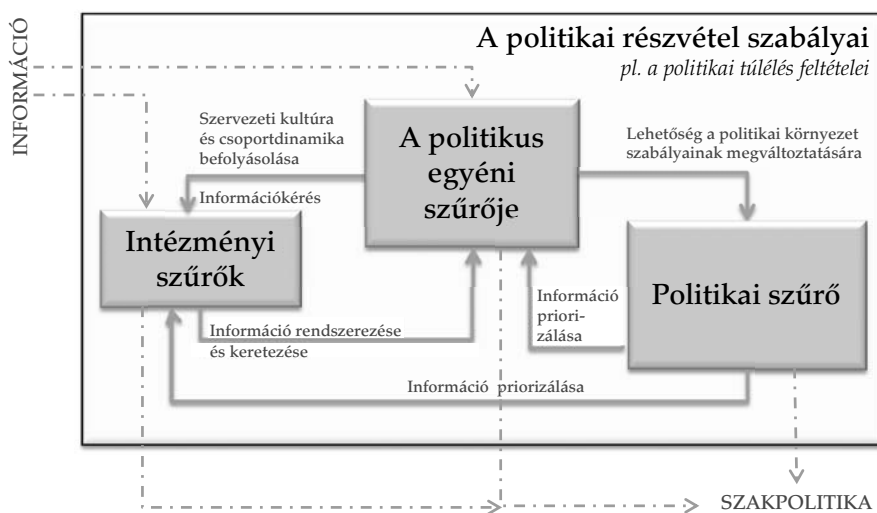 A politikai részvétel szabályai
pl. a politikai túlélés feltételei
INFORMÁCIÓ
Szervezeti kultúra
és csoportdinamika
befolyásolása
Információkérés
A politikus
egyéni
szűrője
Lehetőség a politikai környezet
szabályainak megváltoztatására
Intézményi
szűrők
Politikai szűrő
Információ
priori-
zálása
Információ rendszerezése
és keretezése
Információ priorizálása
SZAKPOLITIKA